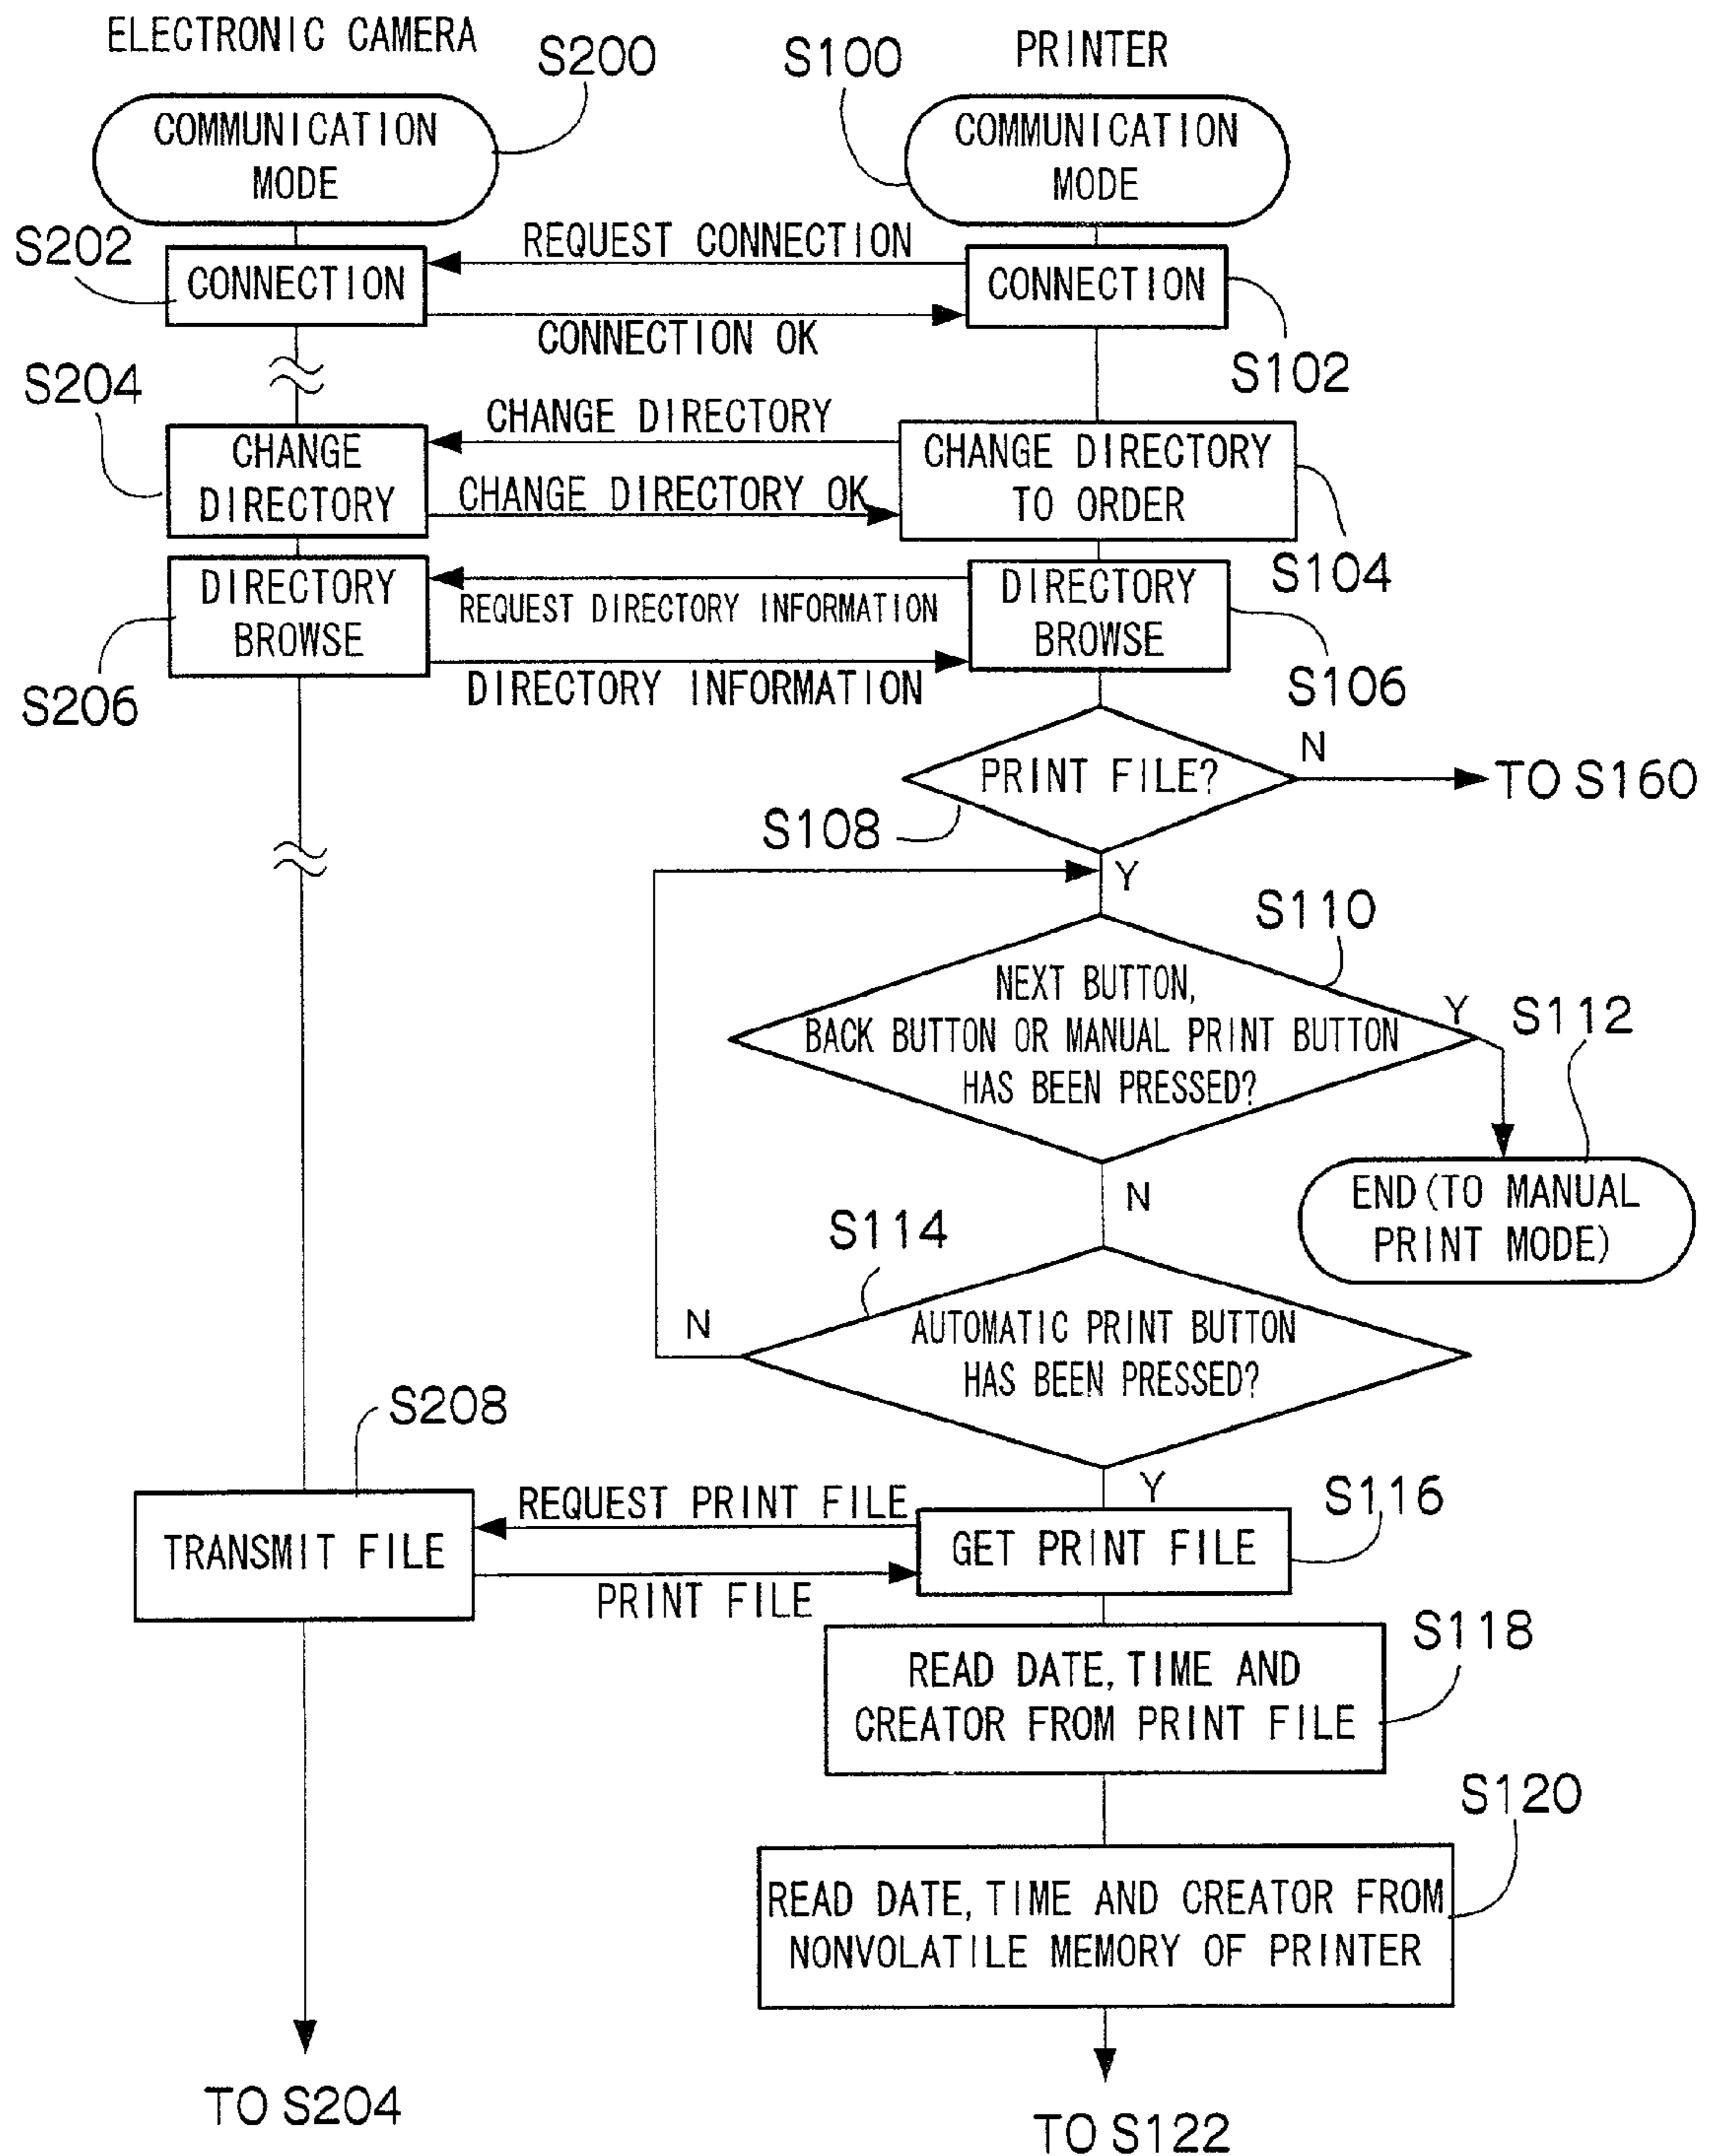 ELECTRONIC CAMERA
S200
S100
PRINTER
COMMUNICATION
MODE
COMMUNICATION
MODE
S202
CONNECTION
REQUEST CONNECTION
CONNECTION OK
CONNECTION
S102
S204
CHANGE
DIRECTORY
CHANGE DIRECTORY
CHANGE DIRECTORY OK
CHANGE DIRECTORY
TO ORDER
S104
DIRECTORY
BROWSE
S206
REQUEST DIRECTORY INFORMATION
DIRECTORY INFORMATION
DIRECTORY
BROWSE
S106
PRINT FILE?
N
TO S160
S108
Y
S110
NEXT BUTTON,
BACK BUTTON OR MANUAL PRINT BUTTON
HAS BEEN PRESSED?
Y
S112
END(TO MANUAL
PRINT MODE)
N
S114
N
AUTOMATIC PRINT BUTTON
HAS BEEN PRESSED?
Y
S208
TRANSMIT FILE
REQUEST PRINT FILE
PRINT FILE
GET PRINT FILE
S116
S118
READ DATE, TIME AND
CREATOR FROM PRINT FILE
S120
READ DATE, TIME AND CREATOR FROM
NONVOLATILE MEMORY OF PRINTER
TO S204
TO S122